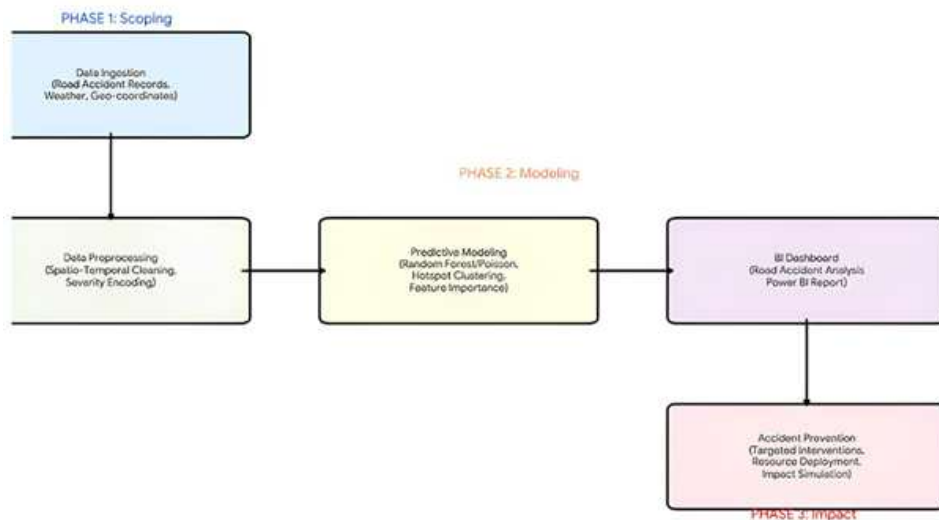 PHASE 1: Scoping
Data Ingestion
(Road Accident Records,
Weather, Geo-coordinates)
PHASE 2: Modeling
Data Preprocessing
(Spatio-Temporal Cleaning,
Severity Encoding)
Predictive Modeling
(Random Forest/Poisson,
Hotspot Clustering,
Feature Importance)
BI Dashboard
(Road Accident Analysis
Power BI Report)
Accident Prevention
(Targeted Interventions,
Resource Deployment,
Impact Simulation)
PHASE 3: Impact